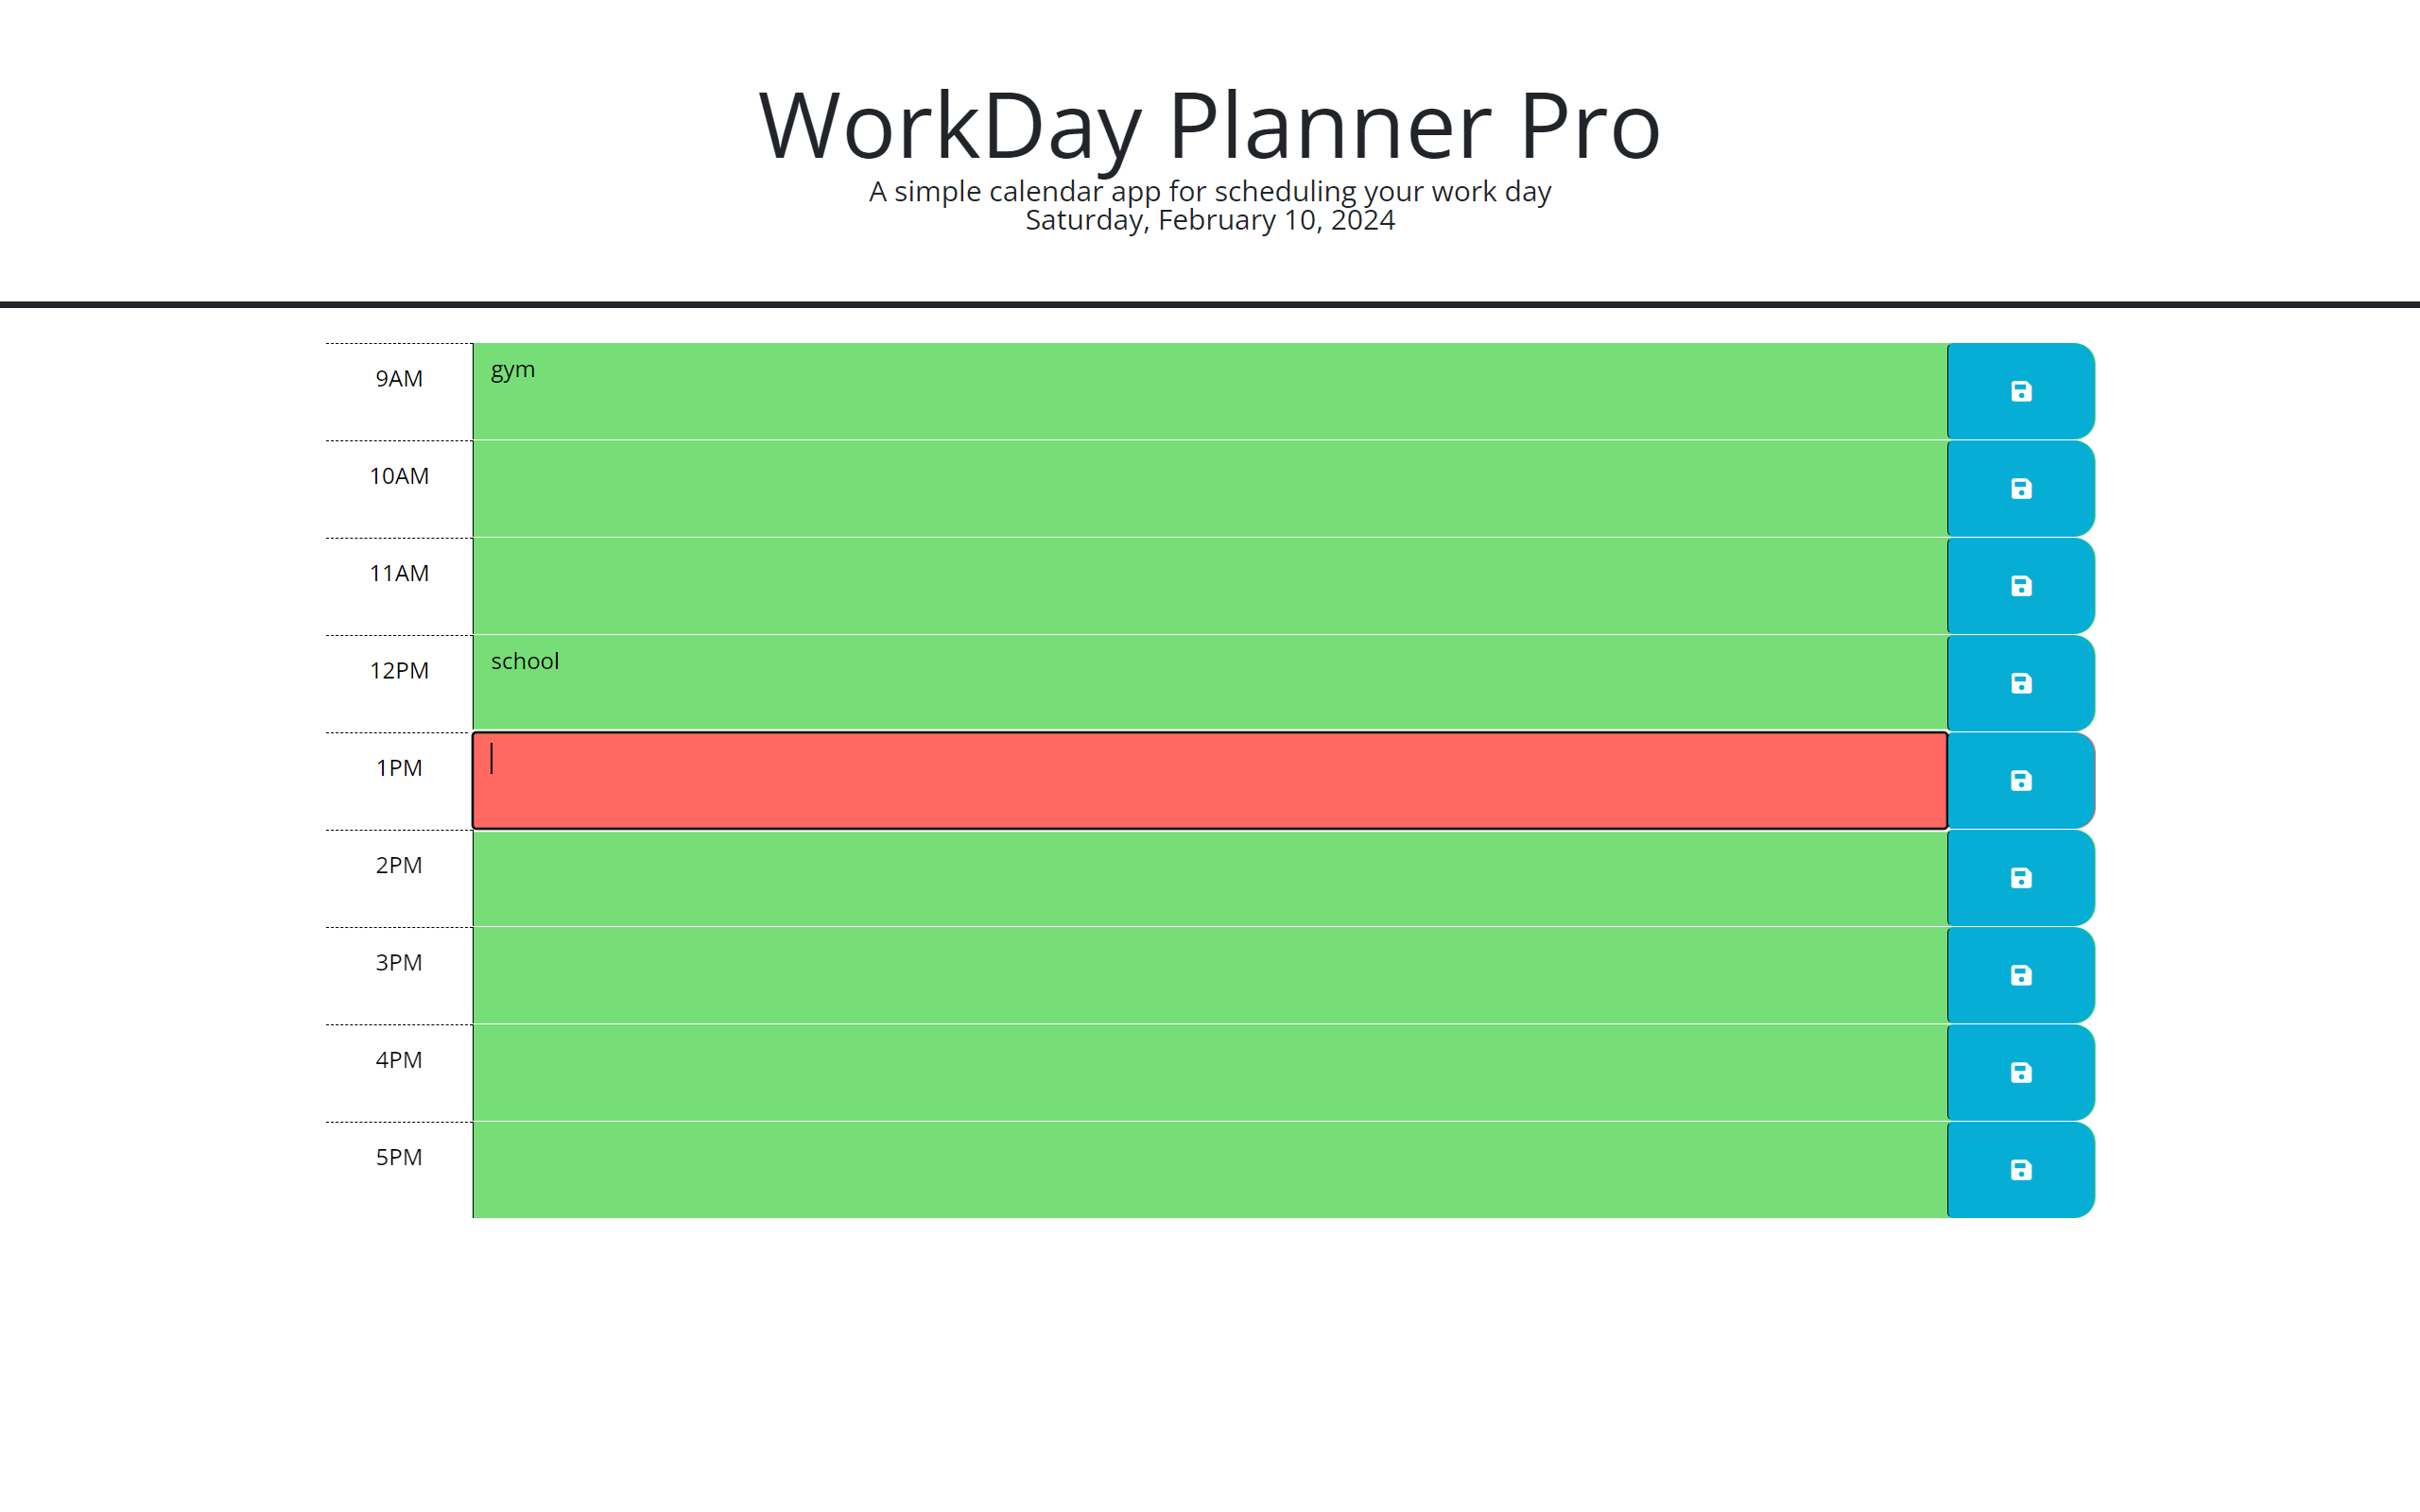 WorkDay Planner Pro
A simple calendar app for scheduling your work day
Saturday, February 10, 2024
9AM gym
10AM
11AM
12PM school
1PM
2PM
3PM
4PM
5PM